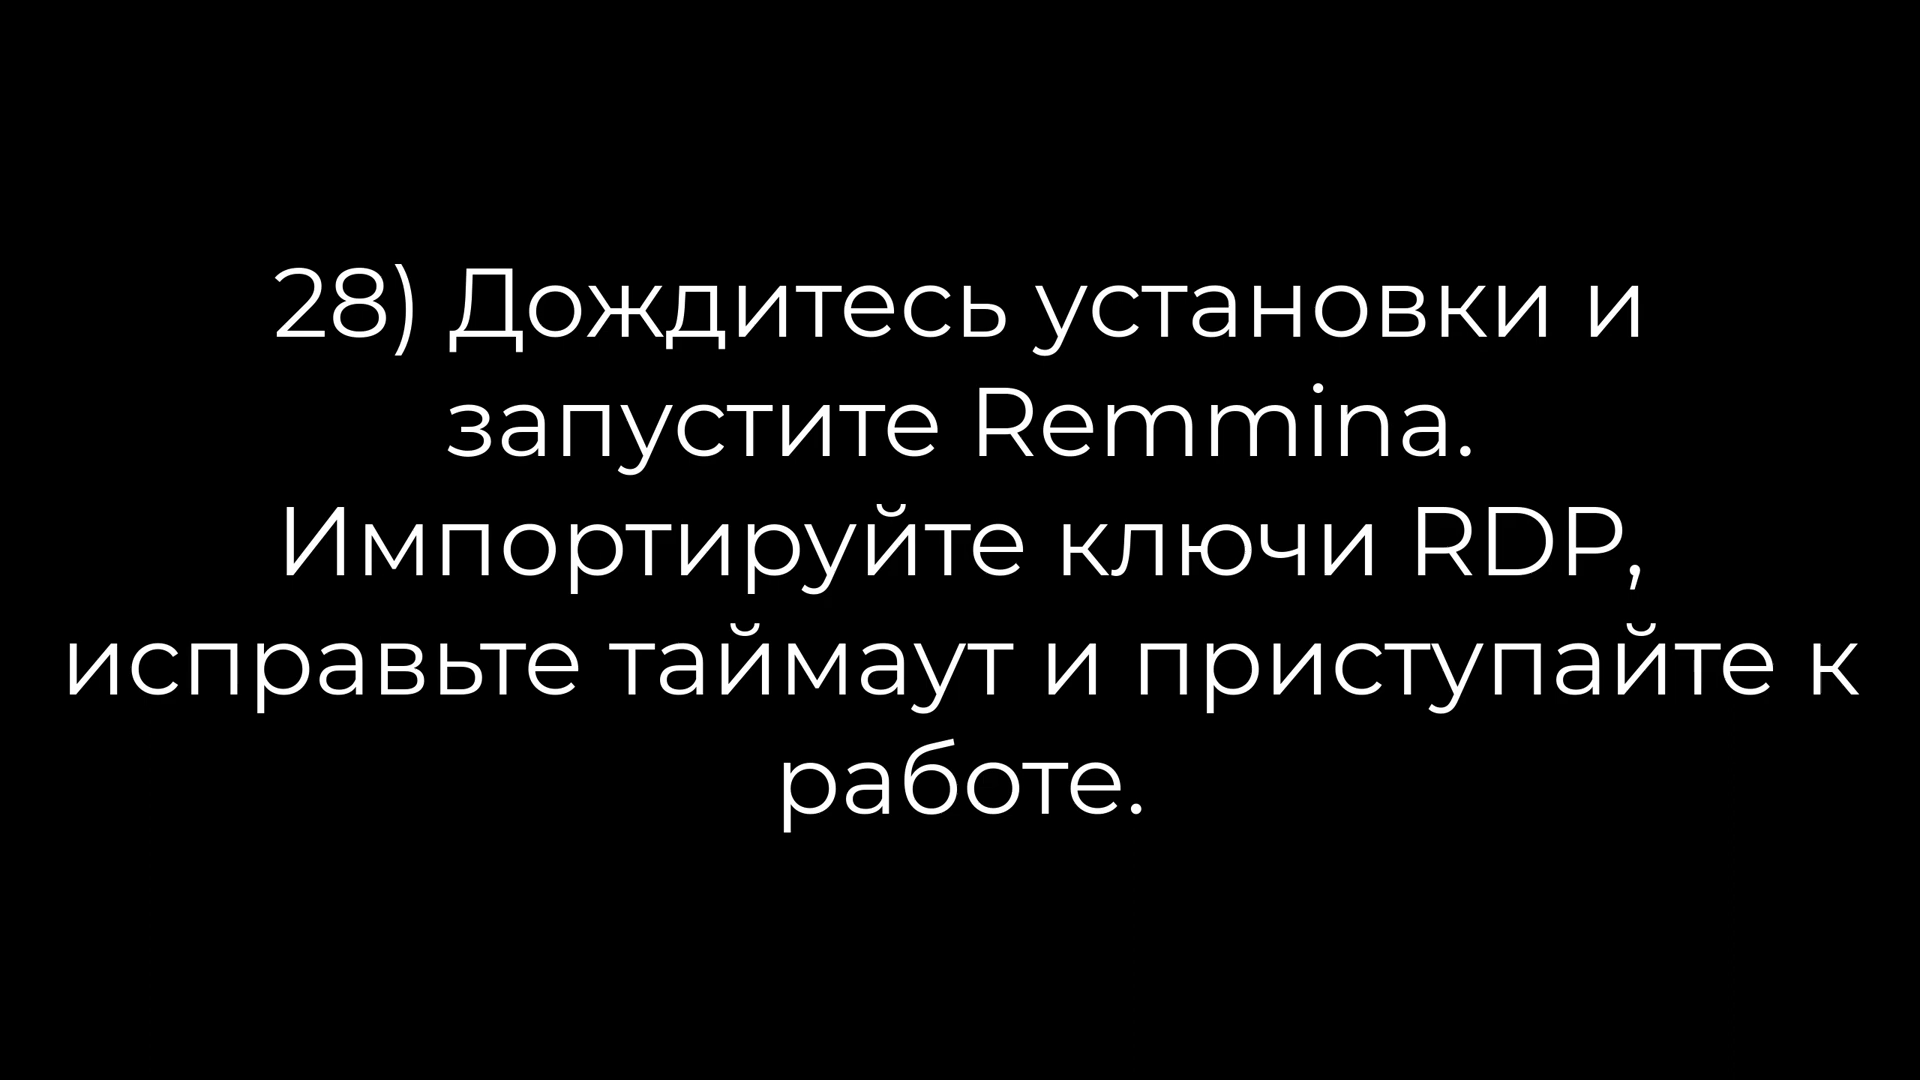 28) Дождитесь установки и
запустите Remmina.
Импортируйте ключи RDP,
исправьте таймаут и приступайте к
работе.